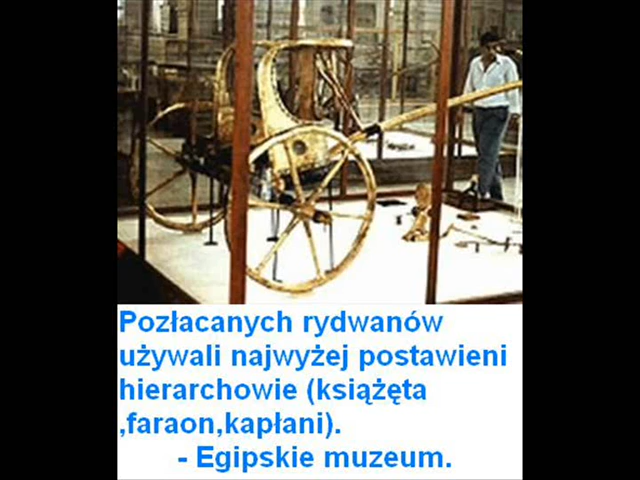 Pozłacanych rydwanów
używali najwyżej postawieni
hierarchowie (książęta
,faraon,kapłani).
- Egipskie muzeum.